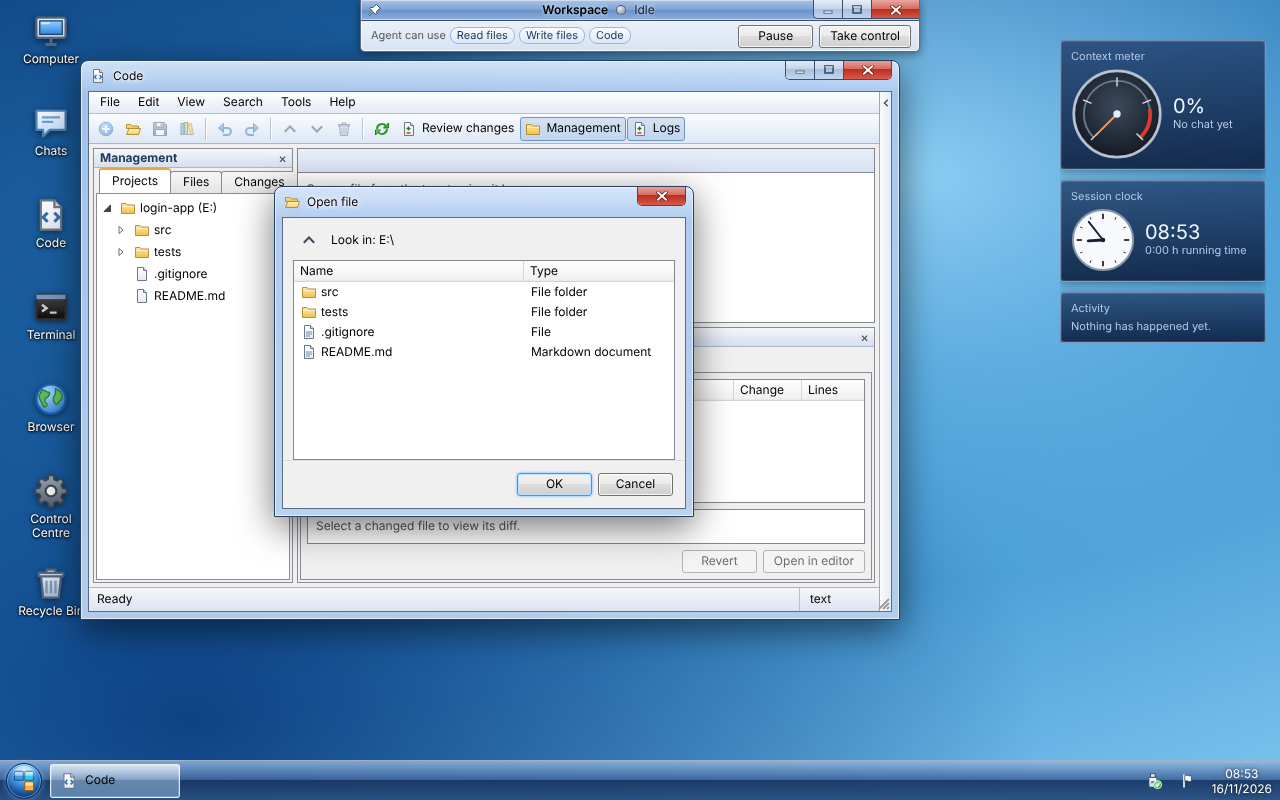 Workspace Idle
Agent can use Read files Write files Code Pause Take control
Computer
Chats
Code
Terminal
Browser
Control
Centre
Recycle Bin
Code
File Edit View Search Tools Help
Review changes Management Logs
Management
Projects Files Changes
login-app (E:)
src
tests
.gitignore
README.md
Open file
Look in: E:\
Name Type
src File folder
tests File folder
.gitignore File
README.md Markdown document
OK Cancel
Change Lines
Select a changed file to view its diff.
Revert Open in editor
Ready text
Context meter
0%
No chat yet
Session clock
08:53
0:00 h running time
Activity
Nothing has happened yet.
Code
08:53
16/11/2026